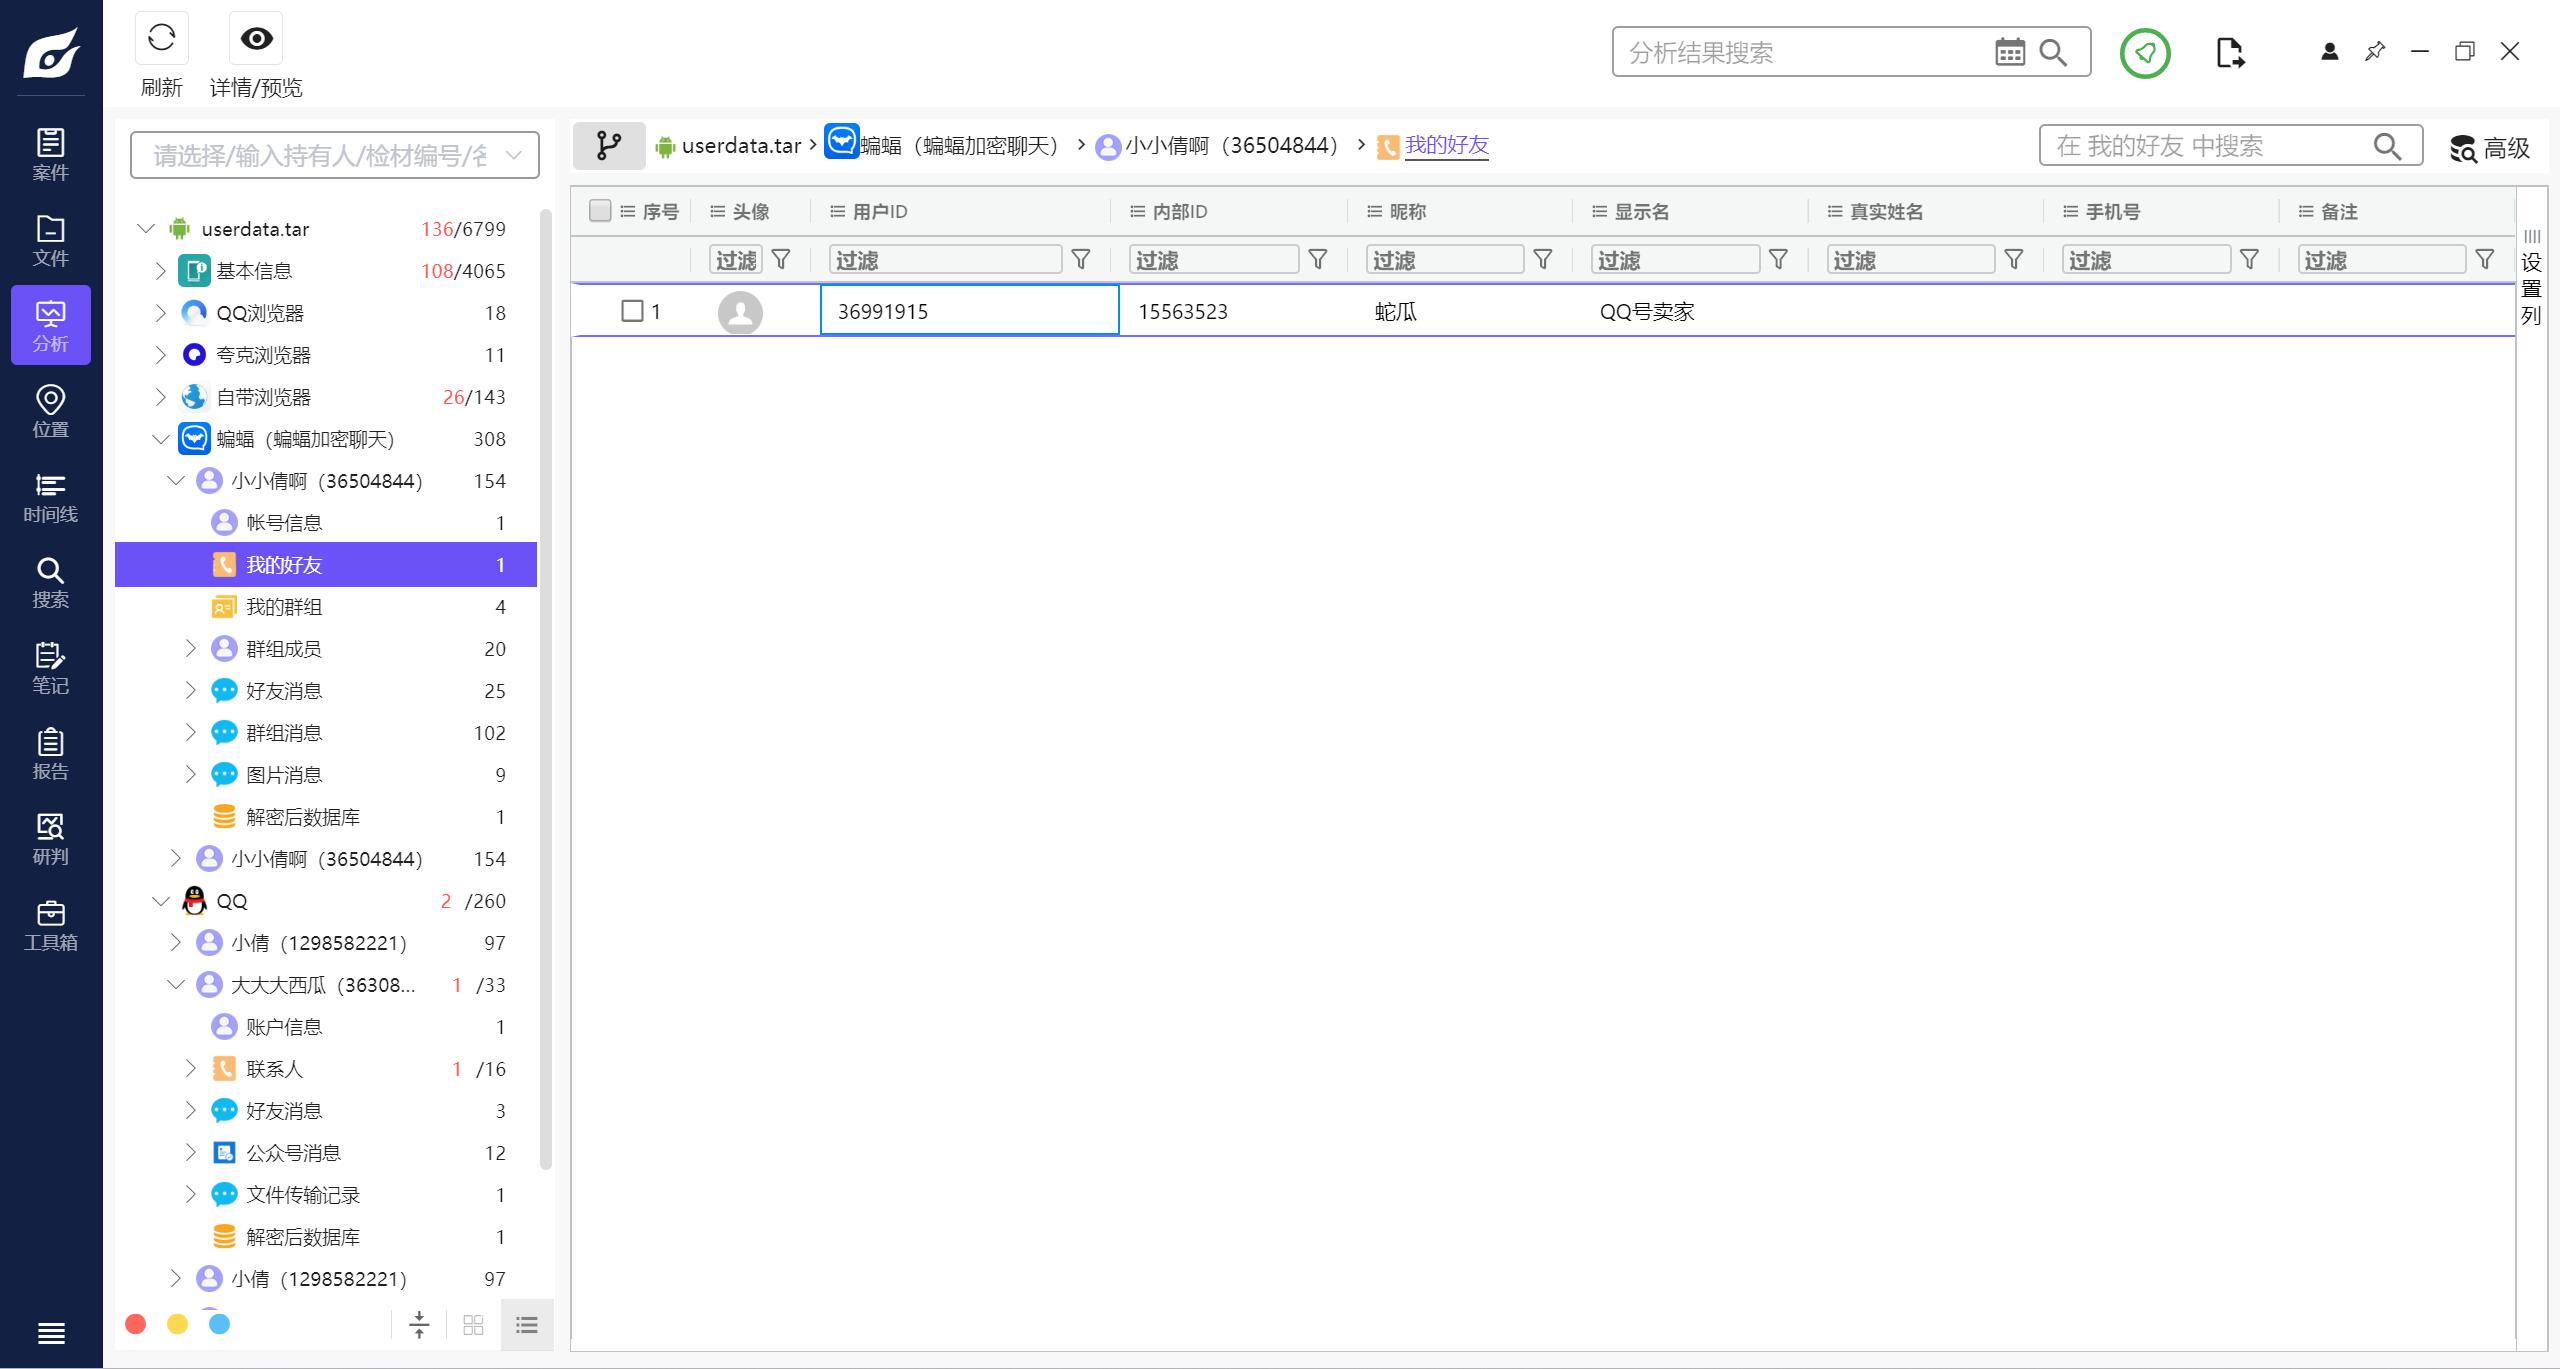 刷新
详情/预览
分析结果搜索
案件
文件
分析
位置
时间线
搜索
笔记
报告
研判
工具箱
请选择/输入持有人/检材编号/名
userdata.tar 136/6799
基本信息 108/4065
QQ浏览器 18
夸克浏览器 11
自带浏览器 26/143
蝙蝠（蝙蝠加密聊天） 308
小小倩啊（36504844） 154
帐号信息 1
我的好友 1
我的群组 4
群组成员 20
好友消息 25
群组消息 102
图片消息 9
解密后数据库 1
小小倩啊（36504844） 154
QQ 2 /260
小倩（1298582221） 97
大大大西瓜（36308... 1 /33
账户信息 1
联系人 1 /16
好友消息 3
公众号消息 12
文件传输记录 1
解密后数据库 1
小倩（1298582221） 97
userdata.tar › 蝙蝠（蝙蝠加密聊天） › 小小倩啊（36504844） › 我的好友
在 我的好友 中搜索
高级
序号 头像 用户ID 内部ID 昵称 显示名 真实姓名 手机号 备注
过滤 过滤 过滤 过滤 过滤 过滤 过滤 过滤
1 36991915 15563523 蛇瓜 QQ号卖家
设置列